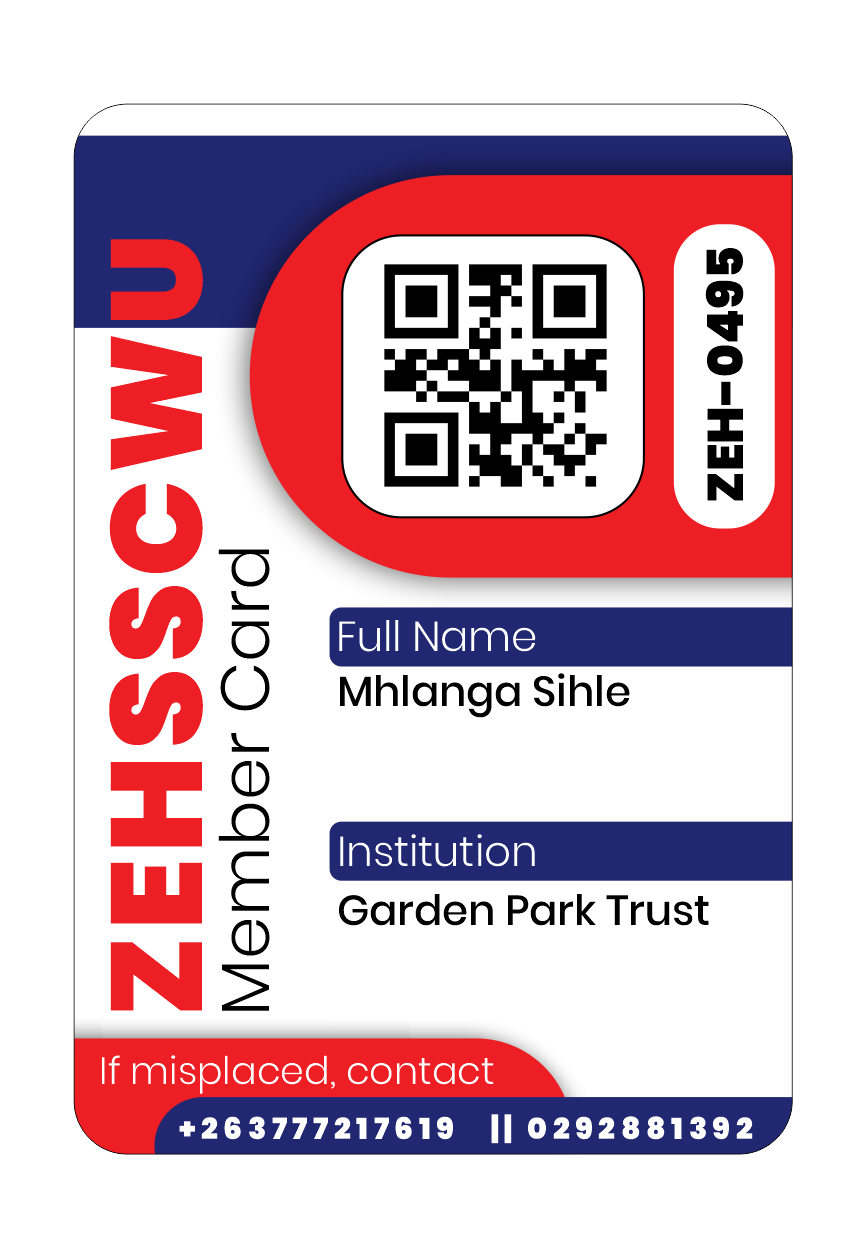 ZEHSSCWU
Member Card
ZEH-0495
Full Name
Mhlanga Sihle
Institution
Garden Park Trust
If misplaced, contact
+263777217619 || 0292881392